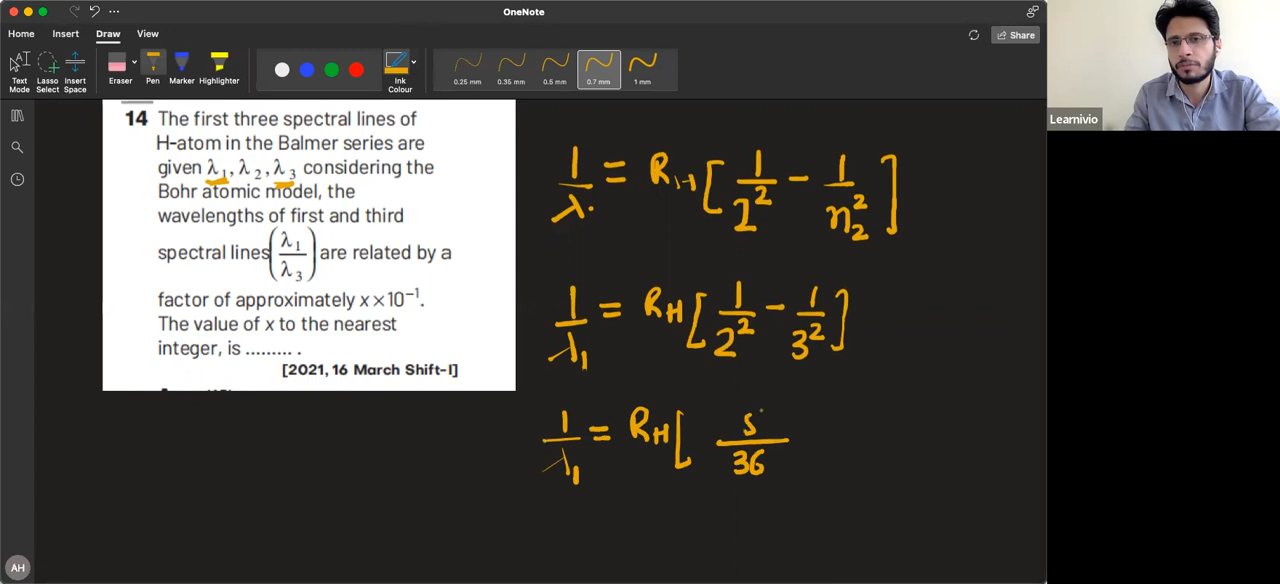 OneNote
Home Insert Draw View
Share
Text Mode
Lasso Select
Insert Space
Eraser
Pen
Marker
Highlighter
Ink Colour
0.25 mm
0.35 mm
0.5 mm
0.7 mm
1 mm
Learnivio
14 The first three spectral lines of
H-atom in the Balmer series are
given λ₁, λ₂, λ₃ considering the
Bohr atomic model, the
wavelengths of first and third
spectral lines (λ₁/λ₃) are related by a
factor of approximately x×10⁻¹.
The value of x to the nearest
integer, is ......... .
[2021, 16 March Shift-I]
1/λ = R_H [1/2² − 1/n₂²]
1/λ₁ = R_H [1/2² − 1/3²]
1/λ₁ = R_H [ 5/36
AH